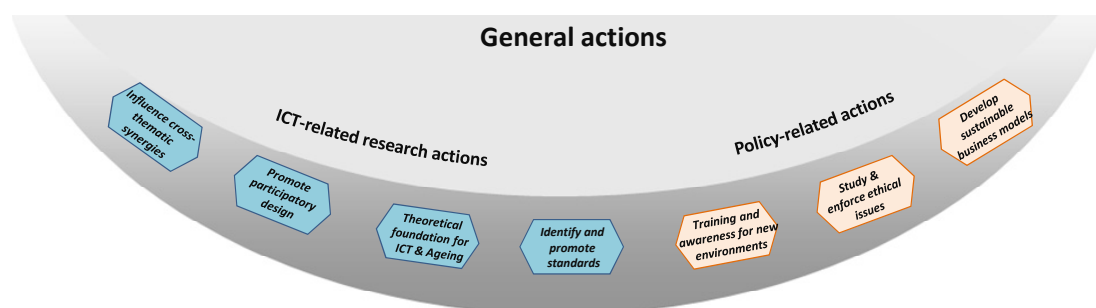 General actions
ICT-related research actions
Policy-related actions
Influence cross-
thematic
synergies
Promote
participatory
design
Theoretical
foundation for
ICT & Ageing
Identify and
promote
standards
Training and
awareness for new
environments
Study &
enforce ethical
issues
Develop
sustainable
business models